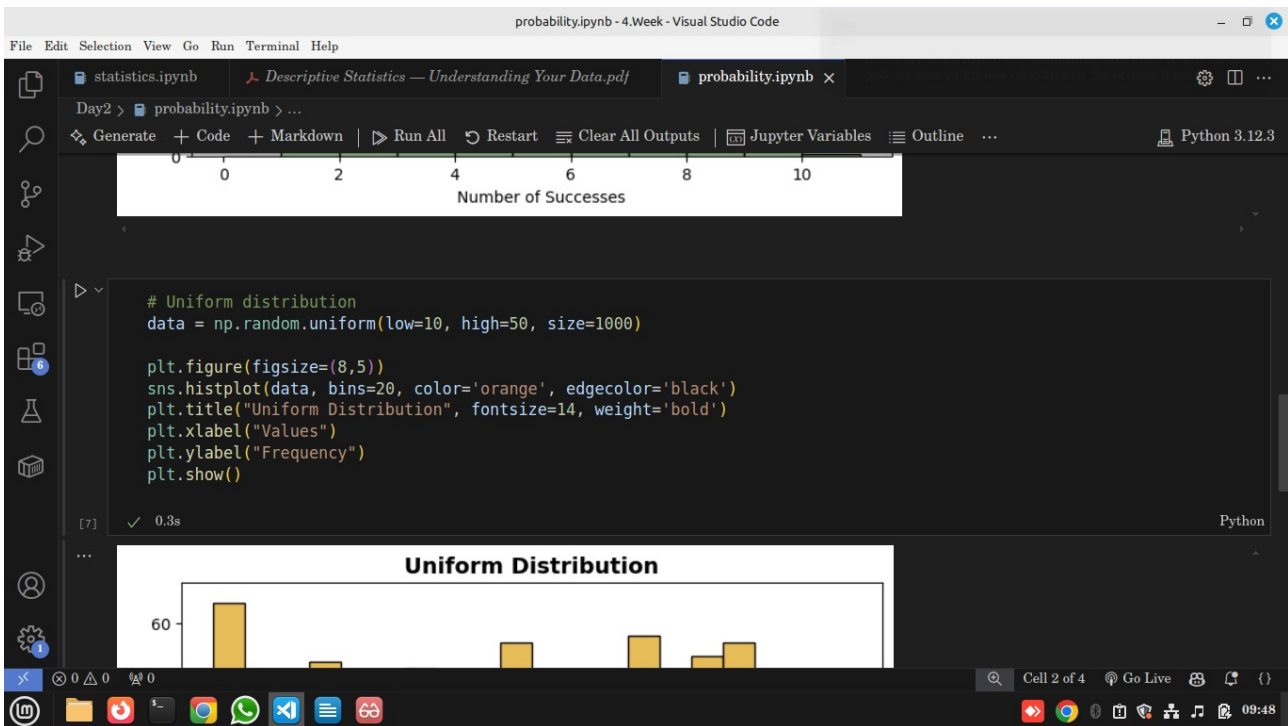 probability.ipynb - 4.Week - Visual Studio Code
File Edit Selection View Go Run Terminal Help
statistics.ipynb Descriptive Statistics — Understanding Your Data.pdf probability.ipynb
Day2 > probability.ipynb > ...
Generate + Code + Markdown | Run All Restart Clear All Outputs | Jupyter Variables Outline ... Python 3.12.3
0
0 2 4 6 8 10
Number of Successes
# Uniform distribution
data = np.random.uniform(low=10, high=50, size=1000)
plt.figure(figsize=(8,5))
sns.histplot(data, bins=20, color='orange', edgecolor='black')
plt.title("Uniform Distribution", fontsize=14, weight='bold')
plt.xlabel("Values")
plt.ylabel("Frequency")
plt.show()
[7] ✓ 0.3s Python
...
Uniform Distribution
60
6
1
0 0 0 Cell 2 of 4 Go Live {}
09:48